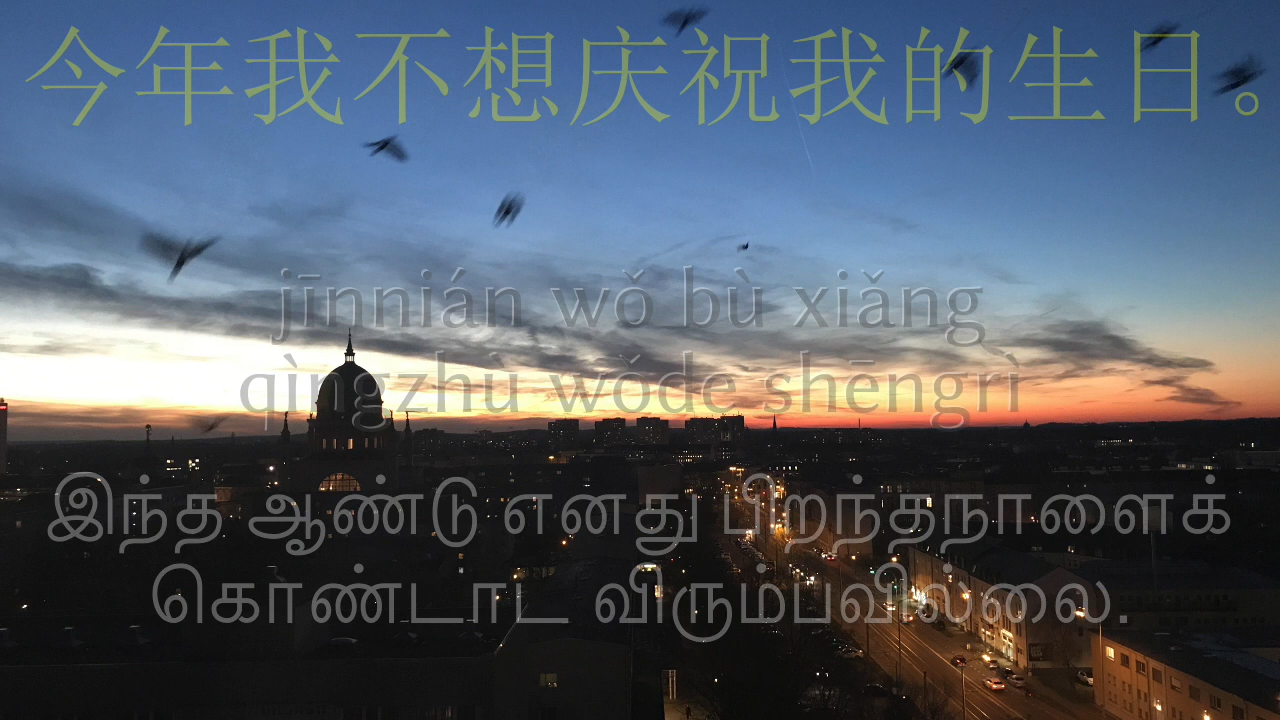 今年我不想庆祝我的生日。
jīnnián wǒ bù xiǎng
qìngzhù wǒde shēngrì
இந்த ஆண்டு எனது பிறந்தநாளைக்
கொண்டாட விரும்பவில்லை.